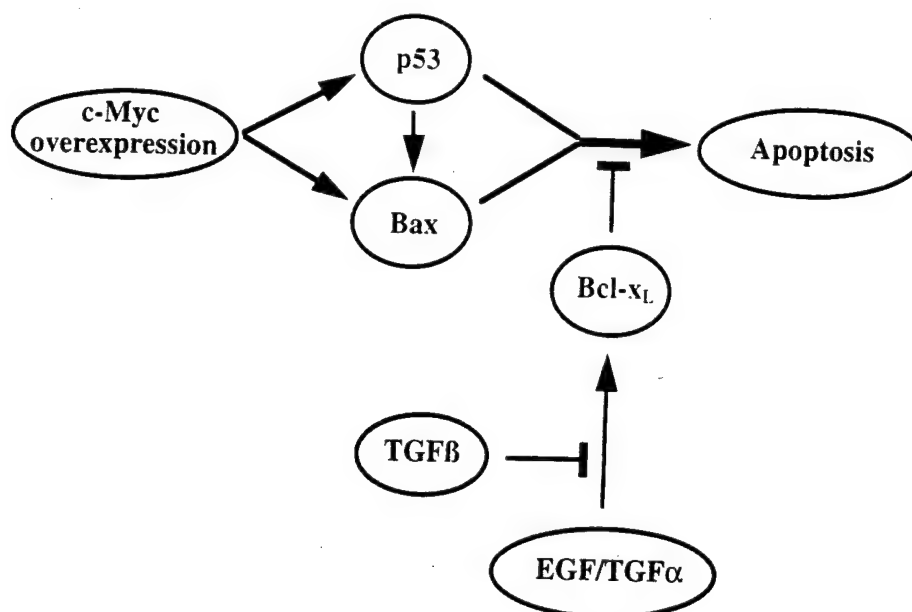 p53
c-Myc
overexpression
Apoptosis
Bax
Bcl-xL
TGFß
EGF/TGFα